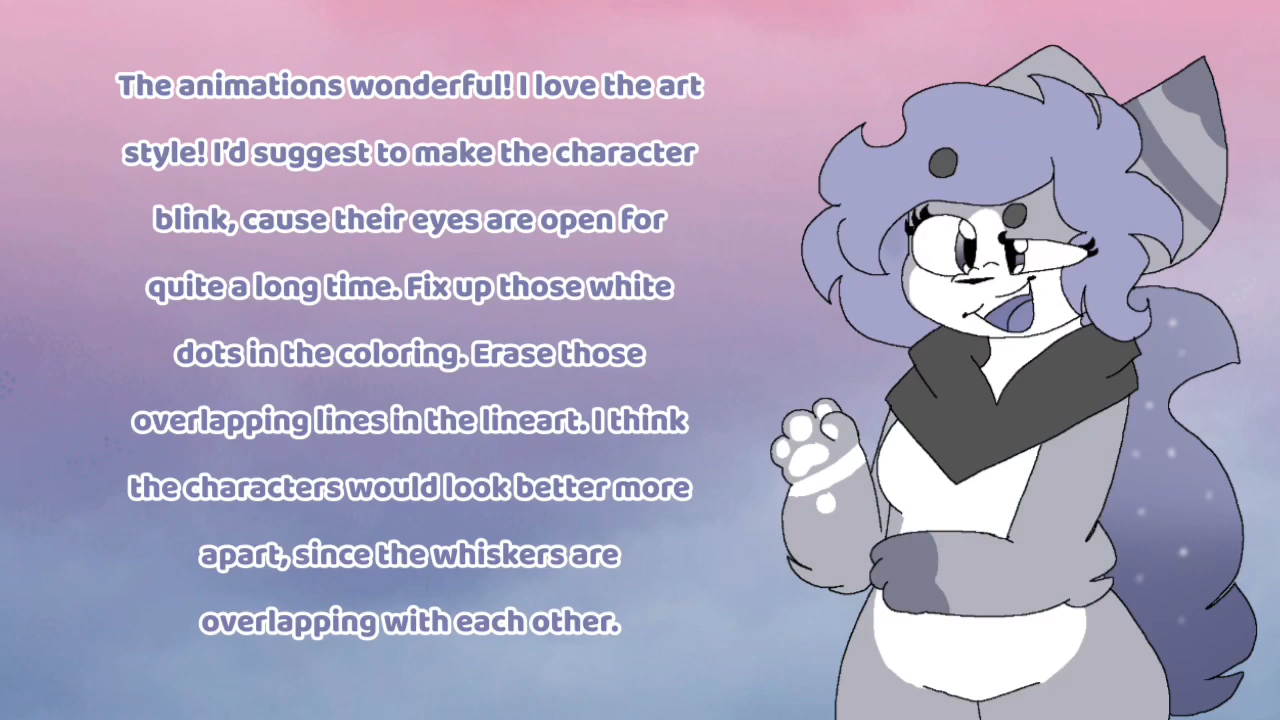 The animations wonderful! I love the art
style! I'd suggest to make the character
blink, cause their eyes are open for
quite a long time. Fix up those white
dots in the coloring. Erase those
overlapping lines in the lineart. I think
the characters would look better more
apart, since the whiskers are
overlapping with each other.